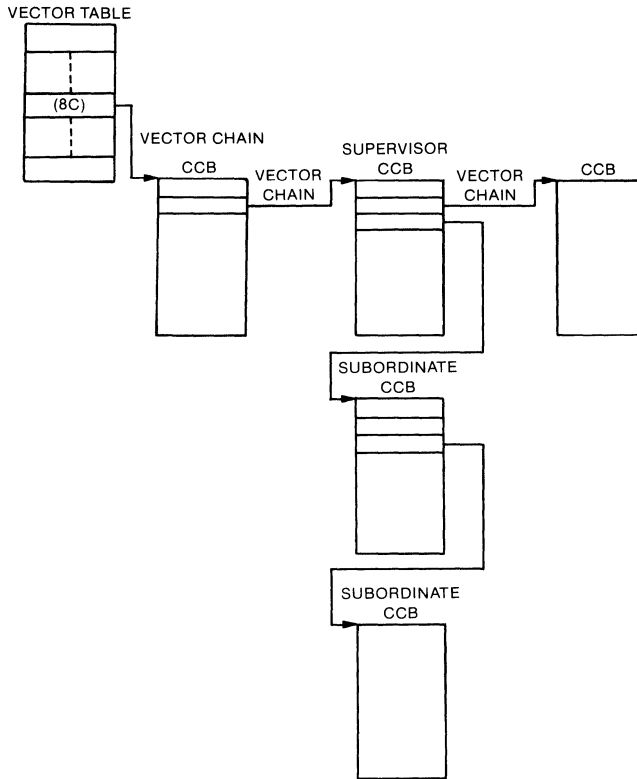 VECTOR TABLE
(8C)
VECTOR CHAIN
CCB
VECTOR
CHAIN
SUPERVISOR
CCB
VECTOR
CHAIN
CCB
SUBORDINATE
CCB
SUBORDINATE
CCB